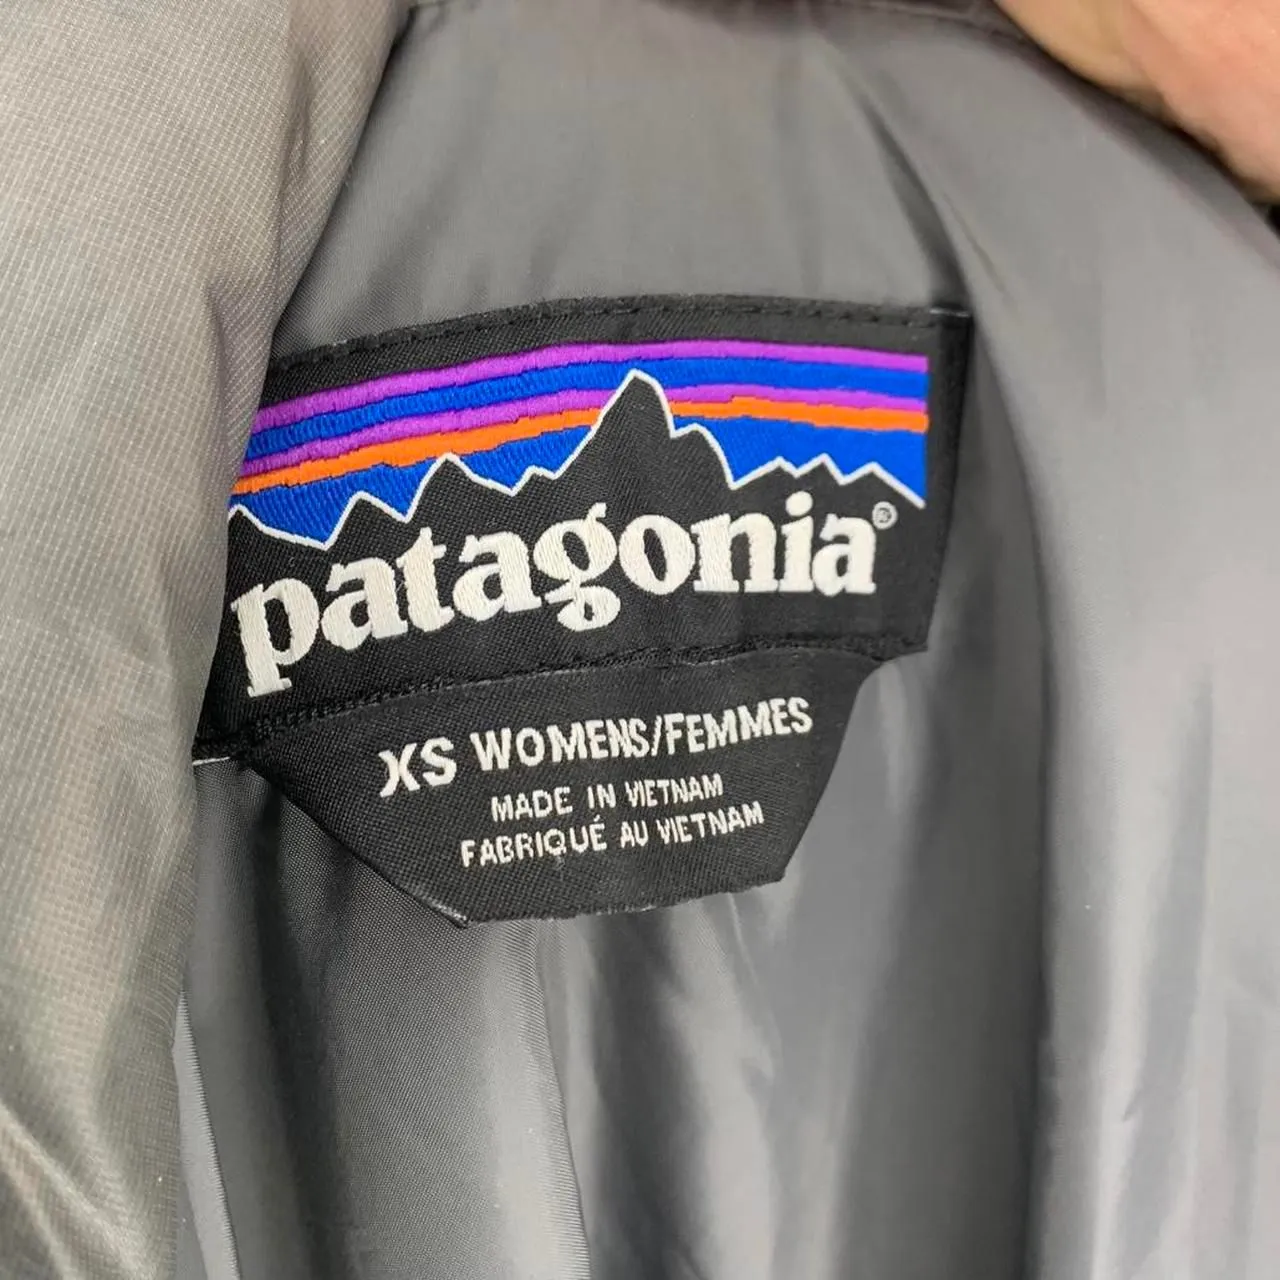 patagonia®
XS WOMENS/FEMMES
MADE IN VIETNAM
FABRIQUÉ AU VIETNAM